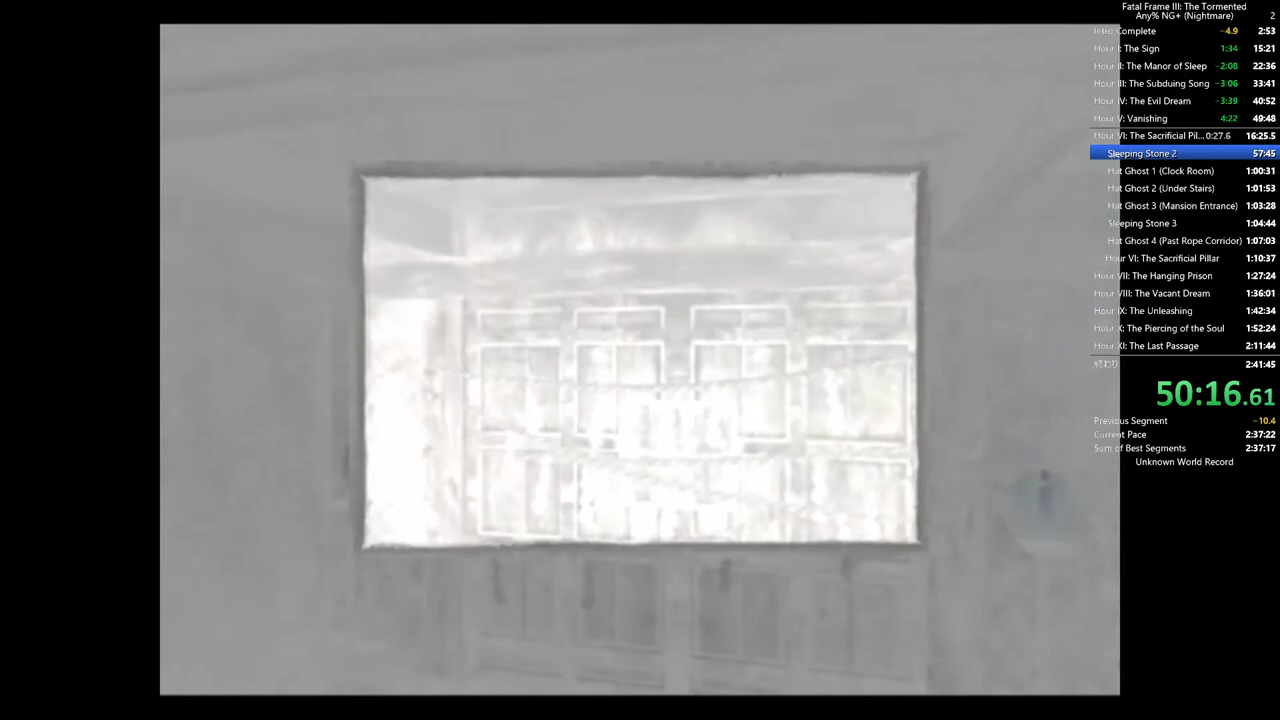 Fatal Frame III: The Tormented
Any% NG+ (Nightmare) 2
Intro Complete -4.9 2:53
Hour I: The Sign 1:34 15:21
Hour II: The Manor of Sleep -2:08 22:36
Hour III: The Subduing Song -3:06 33:41
Hour IV: The Evil Dream -3:39 40:52
Hour V: Vanishing 4:22 49:48
Hour VI: The Sacrificial Pil... 0:27.6 16:25.5
Sleeping Stone 2 57:45
Hat Ghost 1 (Clock Room) 1:00:31
Hat Ghost 2 (Under Stairs) 1:01:53
Hat Ghost 3 (Mansion Entrance) 1:03:28
Sleeping Stone 3 1:04:44
Hat Ghost 4 (Past Rope Corridor) 1:07:03
Hour VI: The Sacrificial Pillar 1:10:37
Hour VII: The Hanging Prison 1:27:24
Hour VIII: The Vacant Dream 1:36:01
Hour IX: The Unleashing 1:42:34
Hour X: The Piercing of the Soul 1:52:24
Hour XI: The Last Passage 2:11:44
2:41:45
50:16.61
Previous Segment -10.4
Current Pace 2:37:22
Sum of Best Segments 2:37:17
Unknown World Record